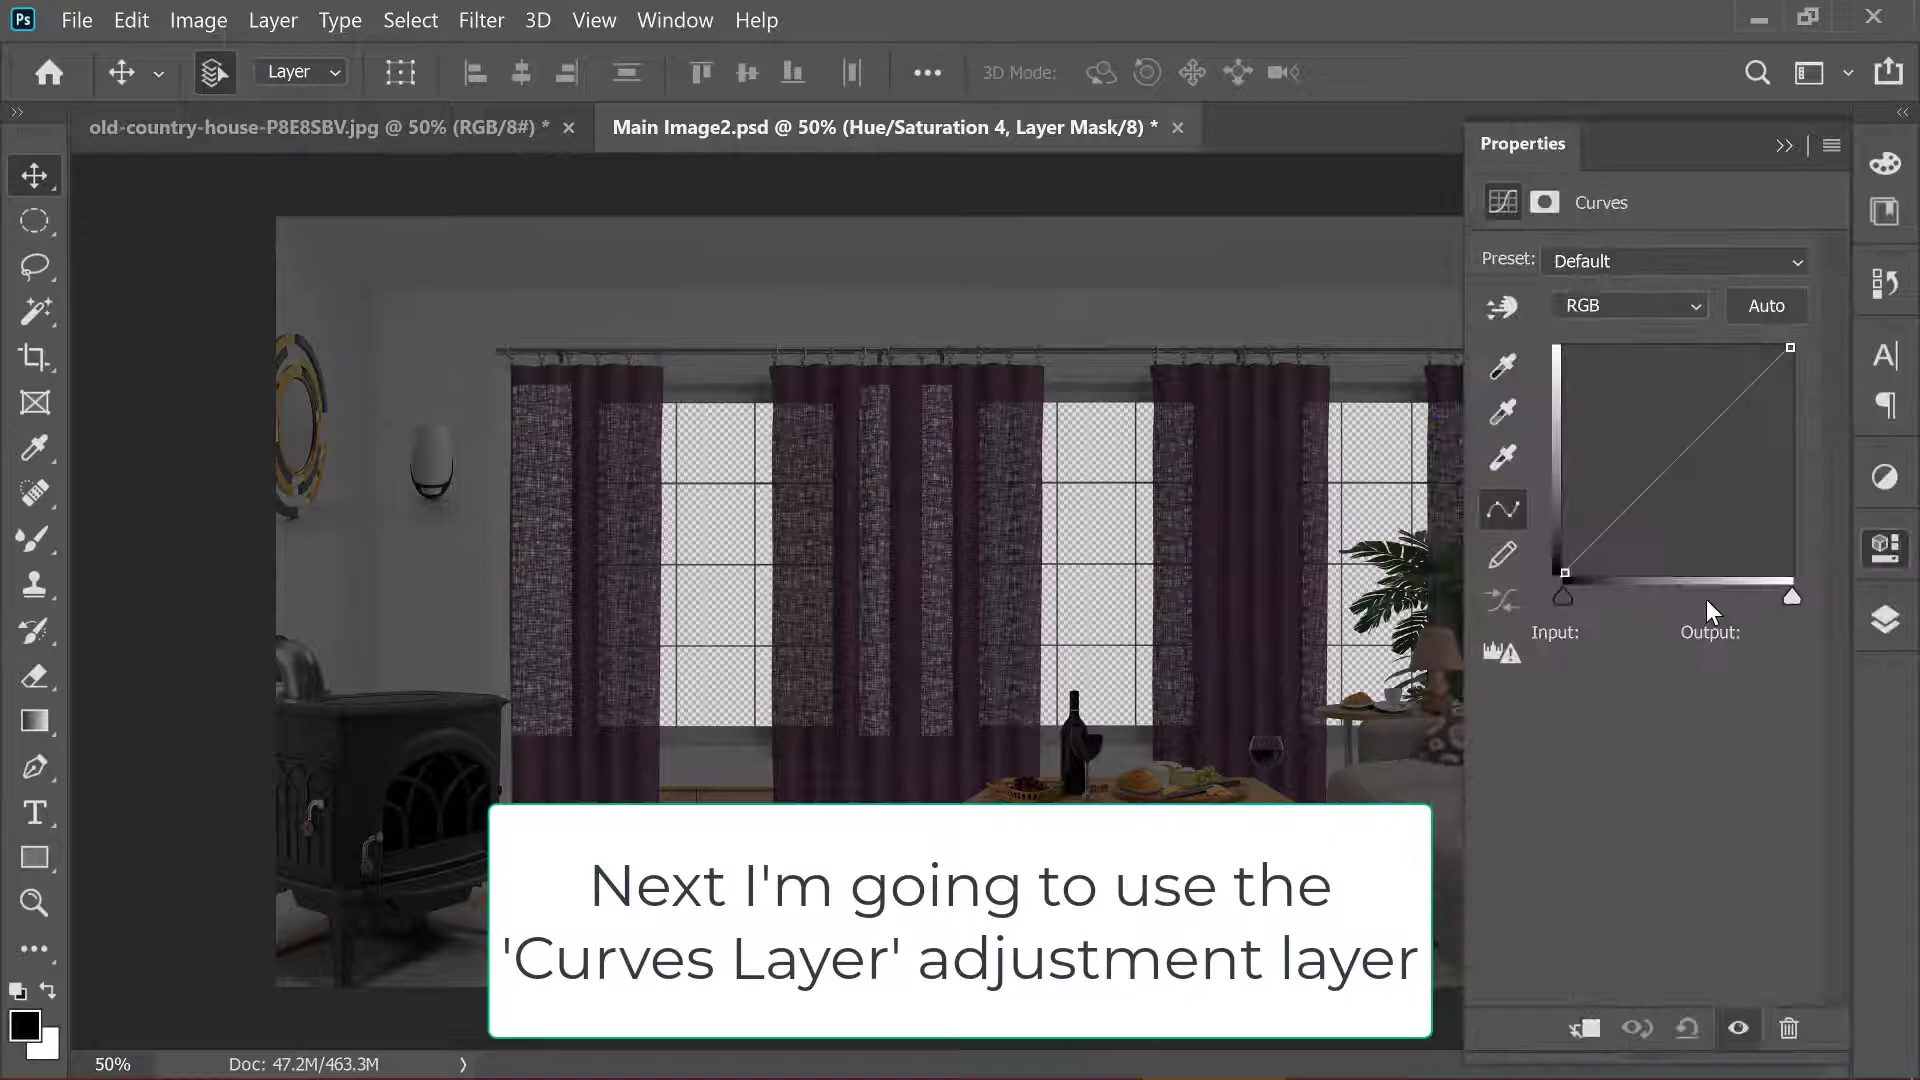 Ps File Edit Image Layer Type Select Filter 3D View Window Help
Layer 3D Mode:
old-country-house-P8E8SBV.jpg @ 50% (RGB/8#) * Main Image2.psd @ 50% (Hue/Saturation 4, Layer Mask/8) *
Properties
Curves
Preset: Default
RGB Auto
Input: Output:
Next I'm going to use the
'Curves Layer' adjustment layer
50% Doc: 47.2M/463.3M